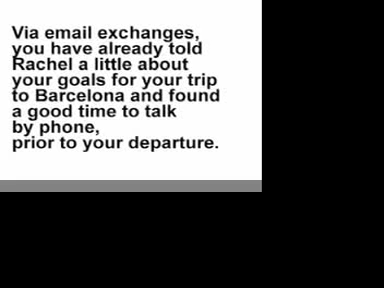 Via email exchanges,
you have already told
Rachel a little about
your goals for your trip
to Barcelona and found
a good time to talk
by phone,
prior to your departure.